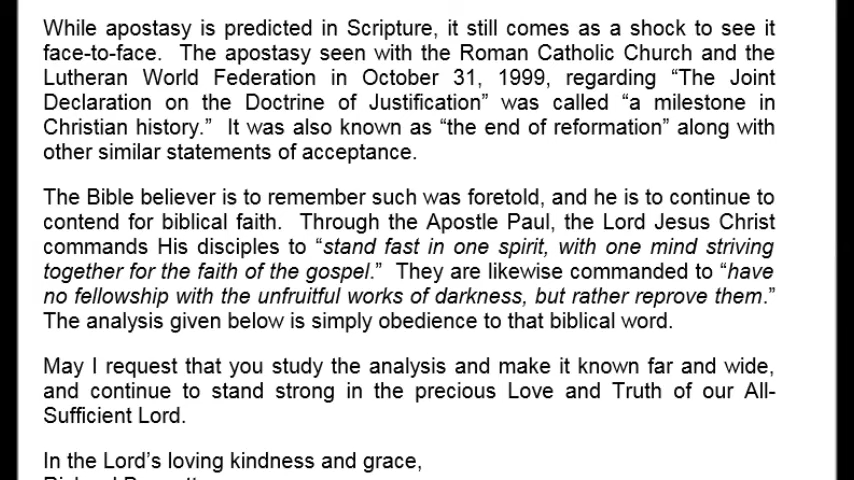 While apostasy is predicted in Scripture, it still comes as a shock to see it
face-to-face. The apostasy seen with the Roman Catholic Church and the
Lutheran World Federation in October 31, 1999, regarding “The Joint
Declaration on the Doctrine of Justification” was called “a milestone in
Christian history.” It was also known as “the end of reformation” along with
other similar statements of acceptance.
The Bible believer is to remember such was foretold, and he is to continue to
contend for biblical faith. Through the Apostle Paul, the Lord Jesus Christ
commands His disciples to “stand fast in one spirit, with one mind striving
together for the faith of the gospel.” They are likewise commanded to “have
no fellowship with the unfruitful works of darkness, but rather reprove them.”
The analysis given below is simply obedience to that biblical word.
May I request that you study the analysis and make it known far and wide,
and continue to stand strong in the precious Love and Truth of our All-
Sufficient Lord.
In the Lord’s loving kindness and grace,